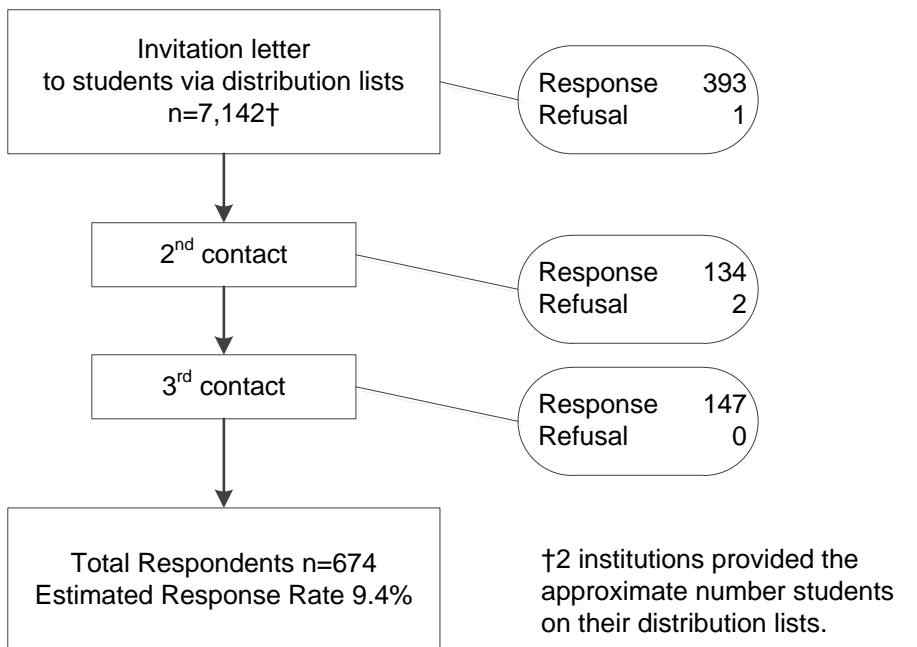 Invitation letter
to students via distribution lists
n=7,142†
Response 393
Refusal 1
2nd contact
Response 134
Refusal 2
3rd contact
Response 147
Refusal 0
Total Respondents n=674
Estimated Response Rate 9.4%
†2 institutions provided the
approximate number students
on their distribution lists.